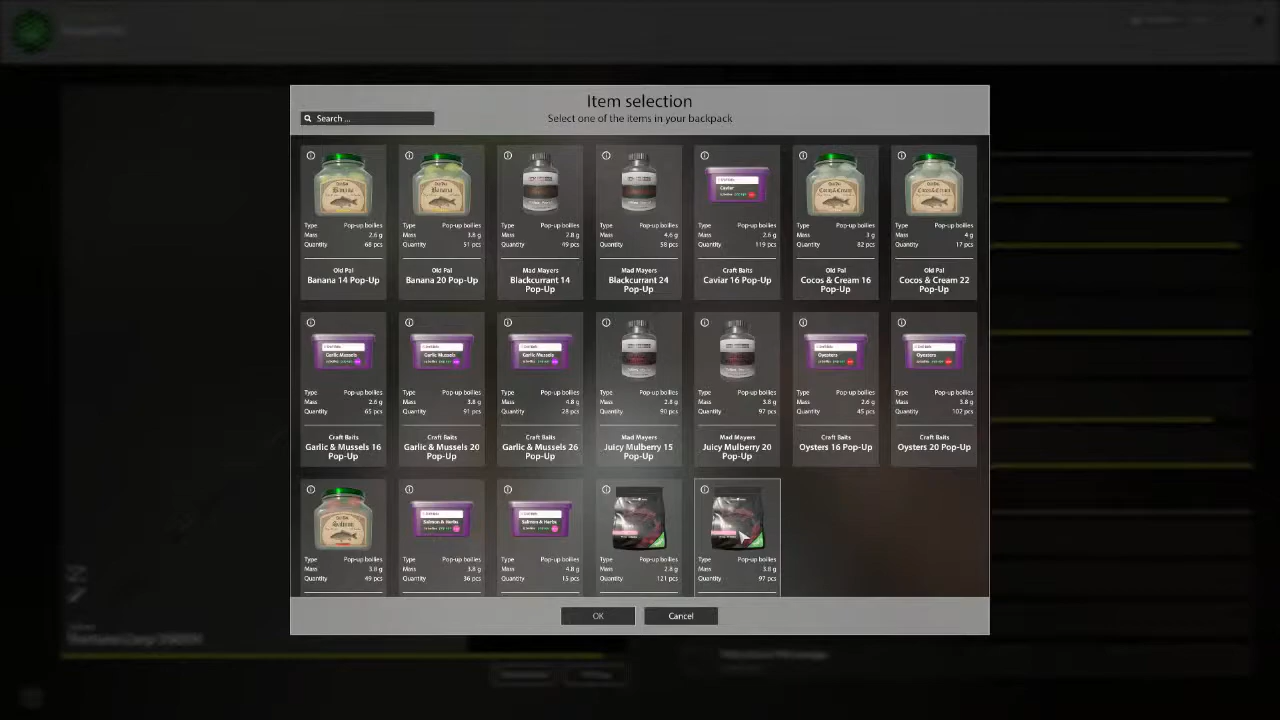 Item selection
Search ...
Select one of the items in your backpack
Type Pop-up boilies
Mass 2.6 g
Quantity 68 pcs
Old Pal
Banana 14 Pop-Up
Type Pop-up boilies
Mass 3.8 g
Quantity 51 pcs
Old Pal
Banana 20 Pop-Up
Type Pop-up boilies
Mass 2.8 g
Quantity 49 pcs
Mad Mayers
Blackcurrant 14
Pop-Up
Type Pop-up boilies
Mass 4.6 g
Quantity 58 pcs
Mad Mayers
Blackcurrant 24
Pop-Up
Caviar
Type Pop-up boilies
Mass 2.6 g
Quantity 119 pcs
Craft Baits
Caviar 16 Pop-Up
Type Pop-up boilies
Mass 3 g
Quantity 82 pcs
Old Pal
Cocos & Cream 16
Pop-Up
Type Pop-up boilies
Mass 4 g
Quantity 17 pcs
Old Pal
Cocos & Cream 22
Pop-Up
Garlic Mussels
Type Pop-up boilies
Mass 2.6 g
Quantity 65 pcs
Craft Baits
Garlic & Mussels 16
Pop-Up
Garlic Mussels
Type Pop-up boilies
Mass 3.8 g
Quantity 91 pcs
Craft Baits
Garlic & Mussels 20
Pop-Up
Garlic Mussels
Type Pop-up boilies
Mass 4.8 g
Quantity 28 pcs
Craft Baits
Garlic & Mussels 26
Pop-Up
Type Pop-up boilies
Mass 2.8 g
Quantity 90 pcs
Mad Mayers
Juicy Mulberry 15
Pop-Up
Type Pop-up boilies
Mass 3.8 g
Quantity 97 pcs
Mad Mayers
Juicy Mulberry 20
Pop-Up
Type Pop-up boilies
Mass 2.6 g
Quantity 45 pcs
Craft Baits
Oysters 16 Pop-Up
Type Pop-up boilies
Mass 3.8 g
Quantity 102 pcs
Craft Baits
Oysters 20 Pop-Up
Salmon
Type Pop-up boilies
Mass 3.8 g
Quantity 49 pcs
Salmon & Herbs
Type Pop-up boilies
Mass 3.8 g
Quantity 36 pcs
Salmon & Herbs
Type Pop-up boilies
Mass 4.8 g
Quantity 15 pcs
Type Pop-up boilies
Mass 2.8 g
Quantity 121 pcs
Type Pop-up boilies
Mass 3.8 g
Quantity 97 pcs
OK
Cancel